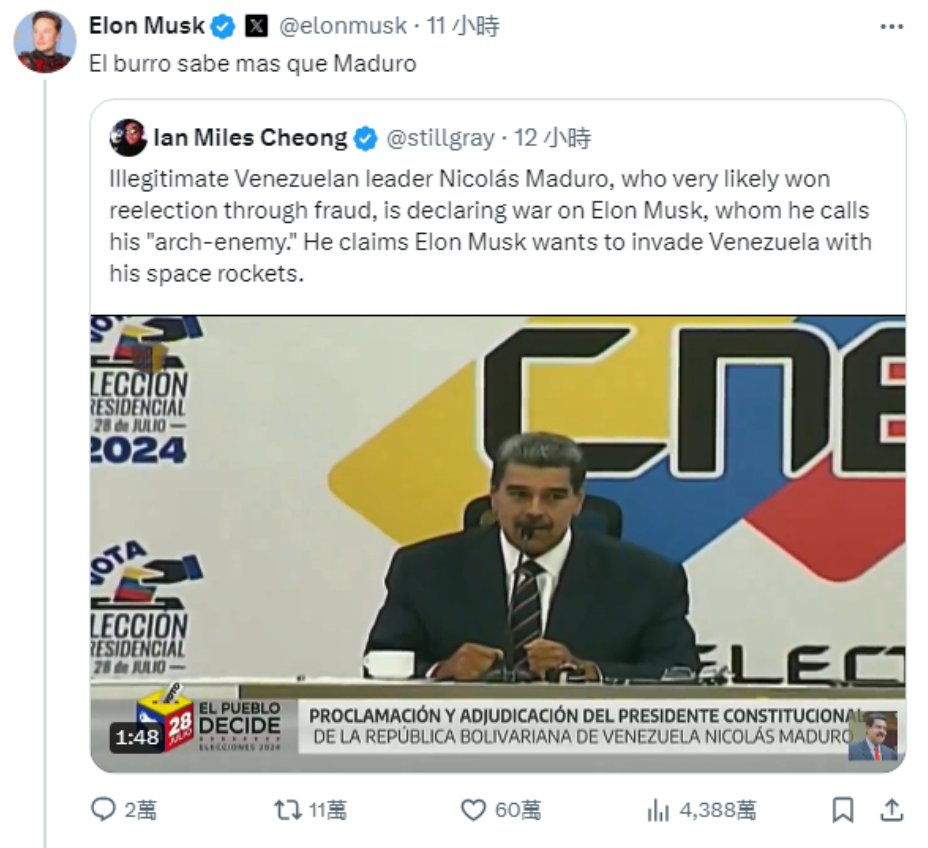 Elon Musk @elonmusk · 11 小時
El burro sabe mas que Maduro
Ian Miles Cheong @stillgray · 12 小時
Illegitimate Venezuelan leader Nicolás Maduro, who very likely won
reelection through fraud, is declaring war on Elon Musk, whom he calls
his "arch-enemy." He claims Elon Musk wants to invade Venezuela with
his space rockets.
VOTA
LECCIÓN
RESIDENCIAL
28 de JULIO
2024
CNE
VOTA
LECCIÓN
RESIDENCIAL
28 de JULIO
ELECT
VOTO
28
JULIO
EL PUEBLO
DECIDE
ELECCIONES 2024
PROCLAMACIÓN Y ADJUDICACIÓN DEL PRESIDENTE CONSTITUCIONAL
DE LA REPÚBLICA BOLIVARIANA DE VENEZUELA NICOLÁS MADURO
1:48
2萬 11萬 60萬 4,388萬